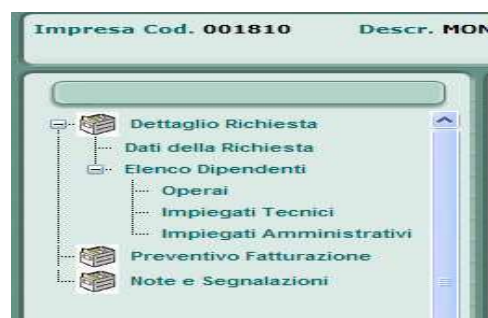 Impresa Cod. 001810 Descr. MON
Dettaglio Richiesta
Dati della Richiesta
Elenco Dipendenti
Operai
Impiegati Tecnici
Impiegati Amministrativi
Preventivo Fatturazione
Note e Segnalazioni